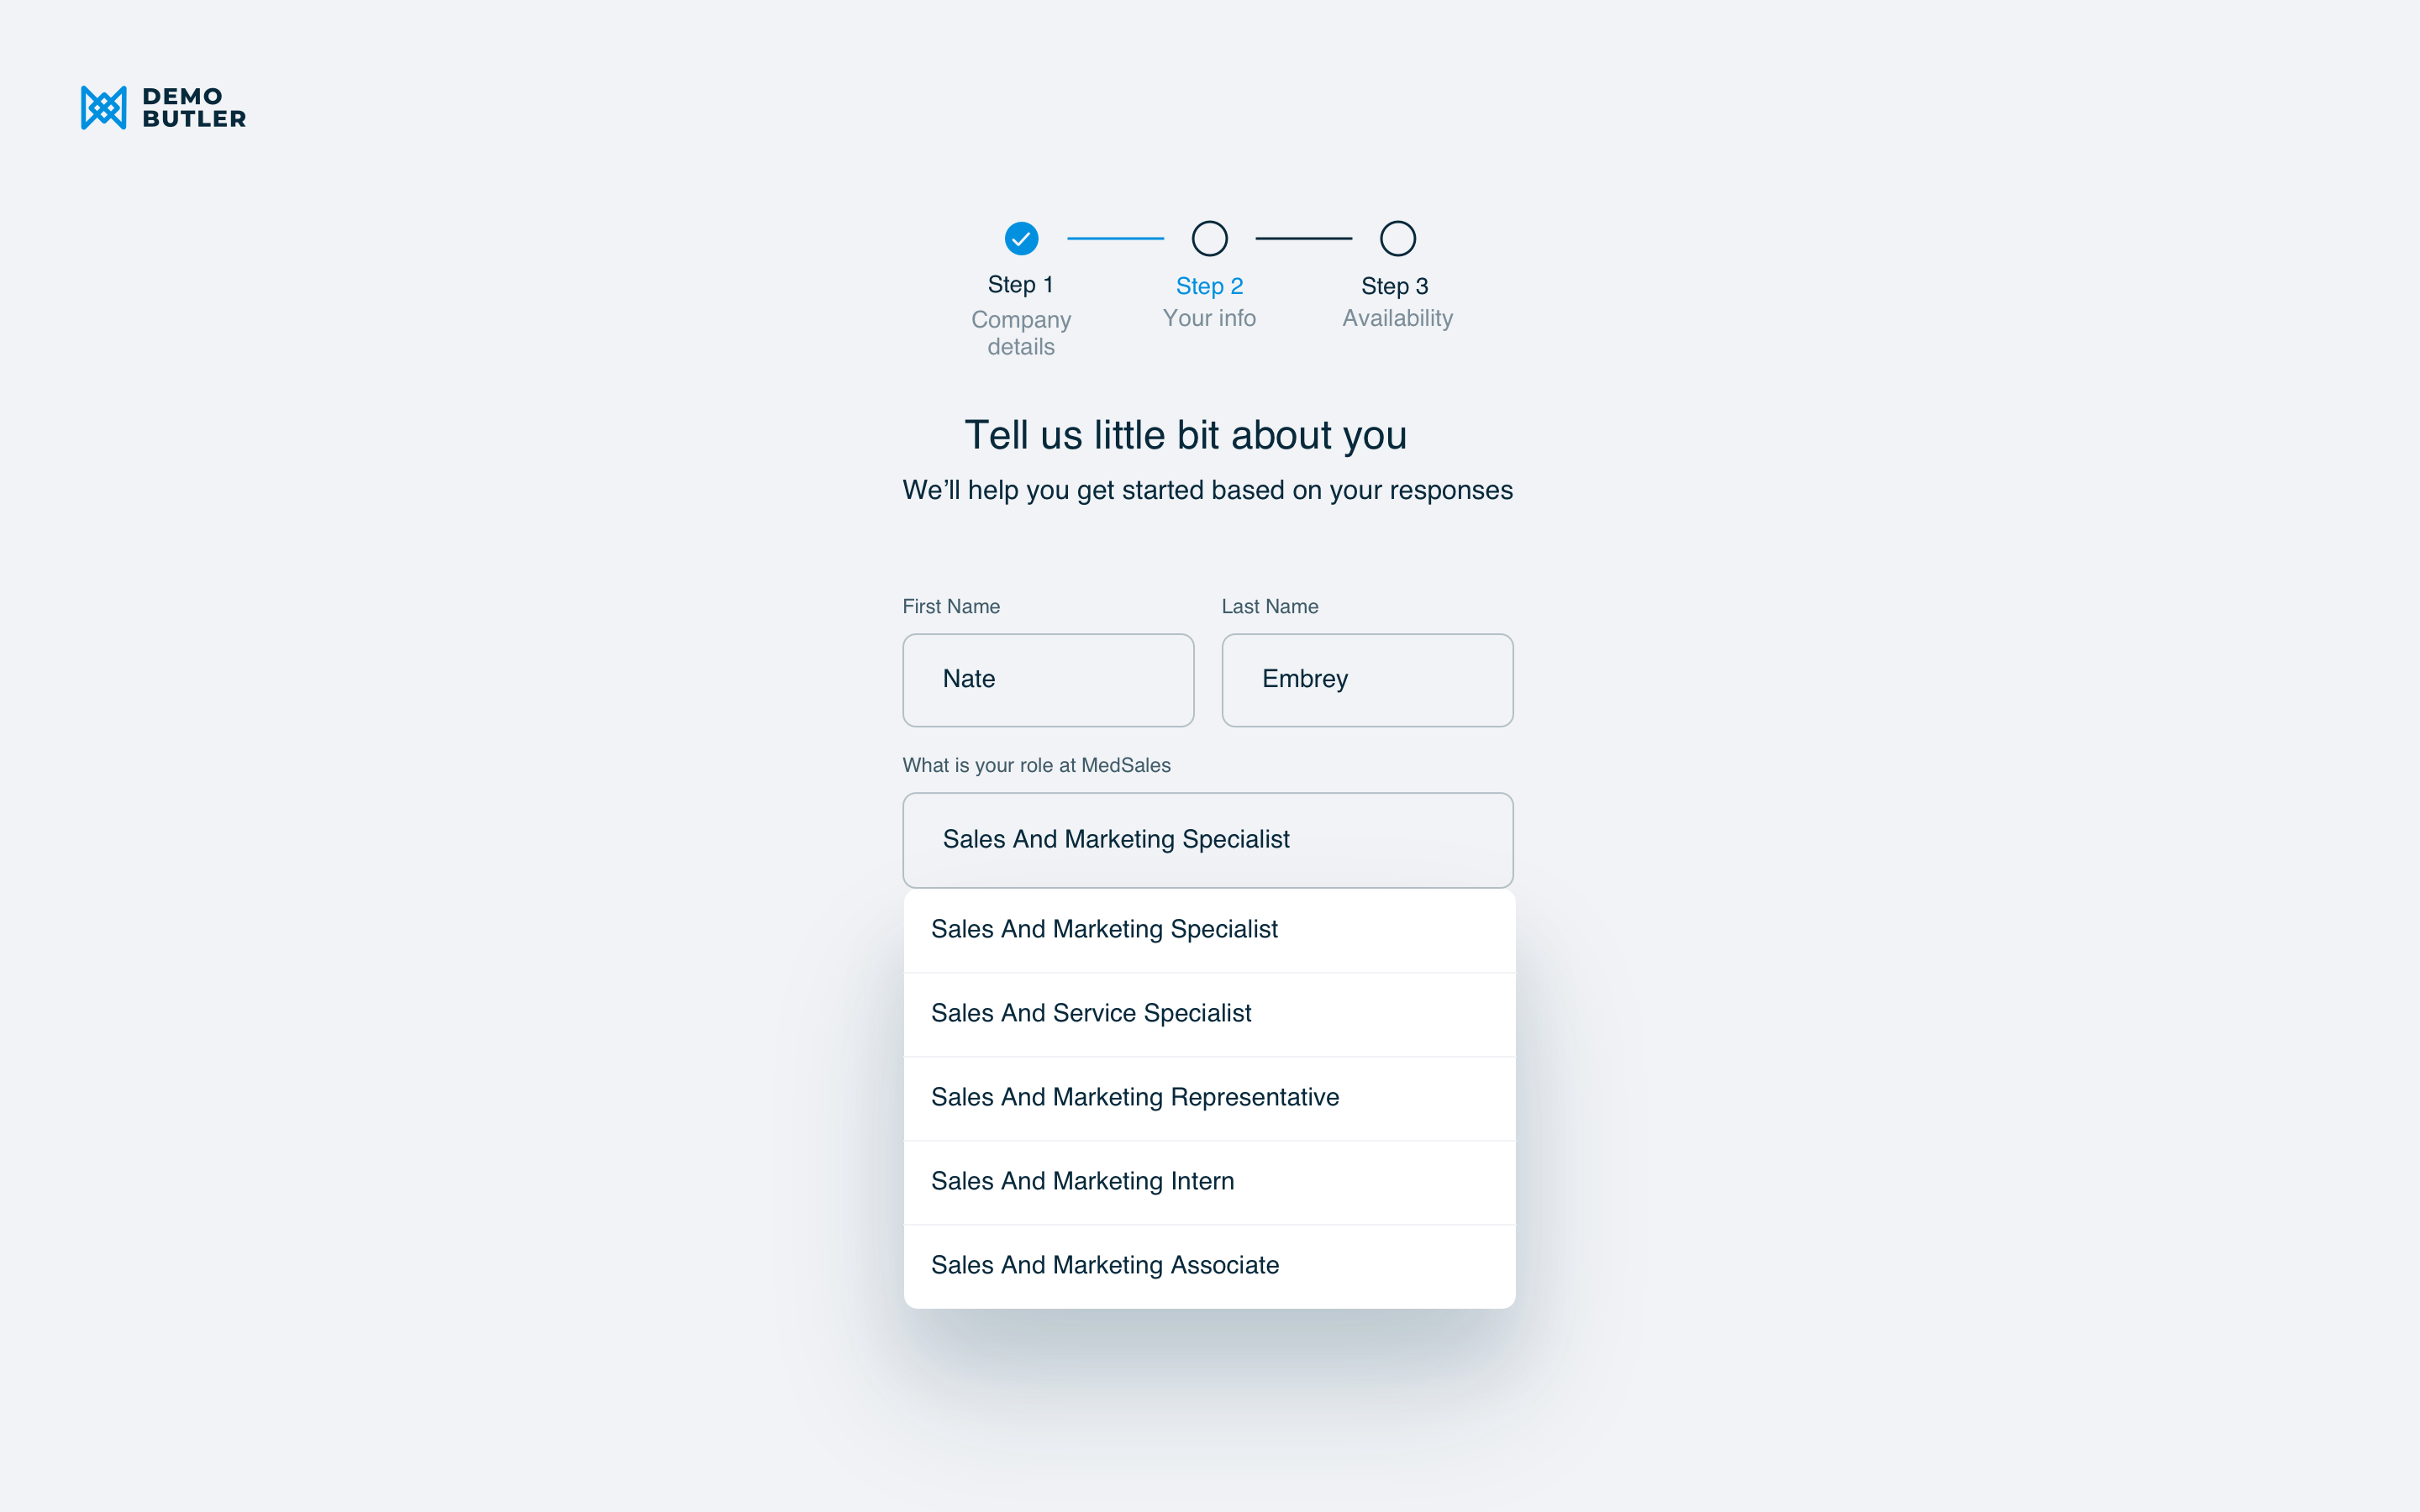 DEMO
BUTLER
Step 1
Company
details
Step 2
Your info
Step 3
Availability
Tell us little bit about you
We’ll help you get started based on your responses
First Name
Last Name
Nate
Embrey
What is your role at MedSales
Sales And Marketing Specialist
Sales And Marketing Specialist
Sales And Service Specialist
Sales And Marketing Representative
Sales And Marketing Intern
Sales And Marketing Associate